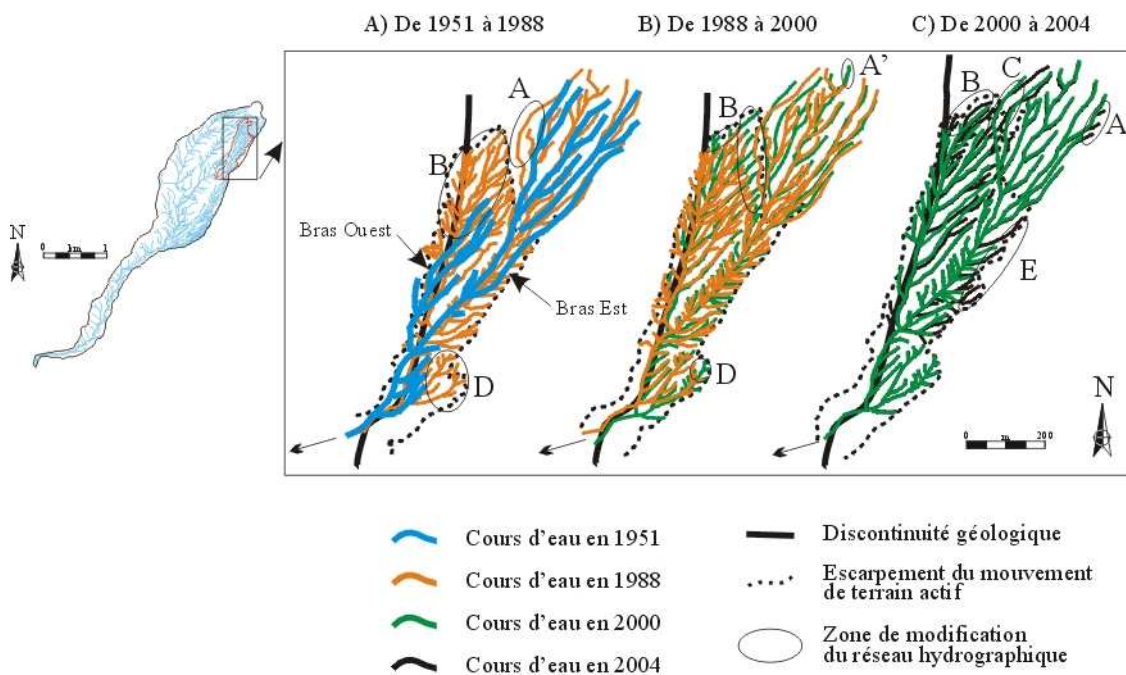 A) De 1951 à 1988
B) De 1988 à 2000
C) De 2000 à 2004
A
B
Bras Ouest
Bras Est
D
A'
B
D
B
C
A
E
N
0 km 1
N
0 m 200
Cours d'eau en 1951
Cours d'eau en 1988
Cours d'eau en 2000
Cours d'eau en 2004
Discontinuité géologique
Escarpement du mouvement
de terrain actif
Zone de modification
du réseau hydrographique